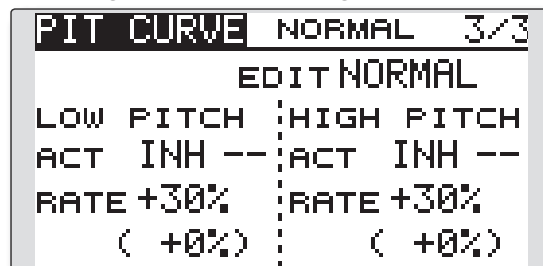 PIT CURVE NORMAL 3/3
EDIT NORMAL
LOW PITCH HIGH PITCH
ACT INH -- ACT INH --
RATE +30% RATE +30%
( +0%) ( +0%)